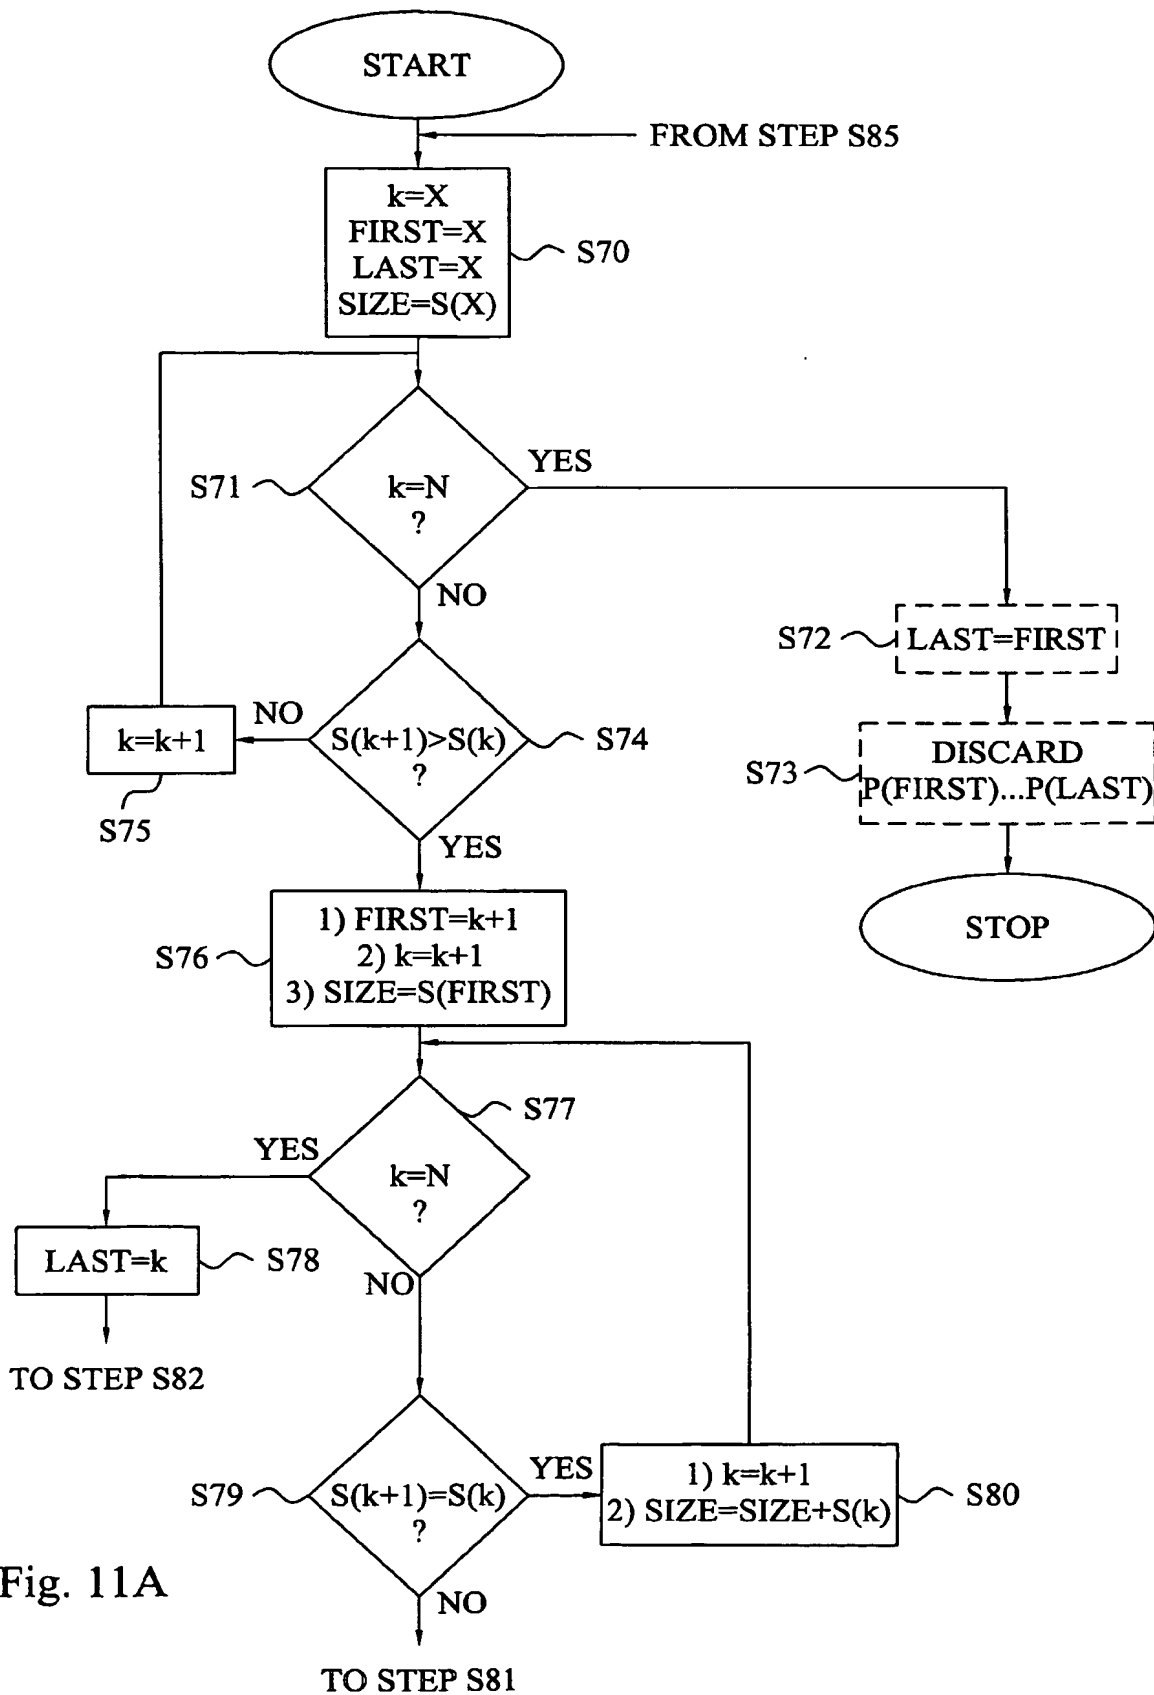 START
FROM STEP S85
k=X
FIRST=X
LAST=X
SIZE=S(X)
S70
S71
k=N
?
YES
NO
S72
LAST=FIRST
S73
DISCARD
P(FIRST)...P(LAST)
STOP
S(k+1)>S(k)
?
S74
NO
k=k+1
S75
YES
S76
1) FIRST=k+1
2) k=k+1
3) SIZE=S(FIRST)
S77
YES
k=N
?
LAST=k
S78
NO
TO STEP S82
S79
S(k+1)=S(k)
?
YES
1) k=k+1
2) SIZE=SIZE+S(k)
S80
NO
TO STEP S81
Fig. 11A